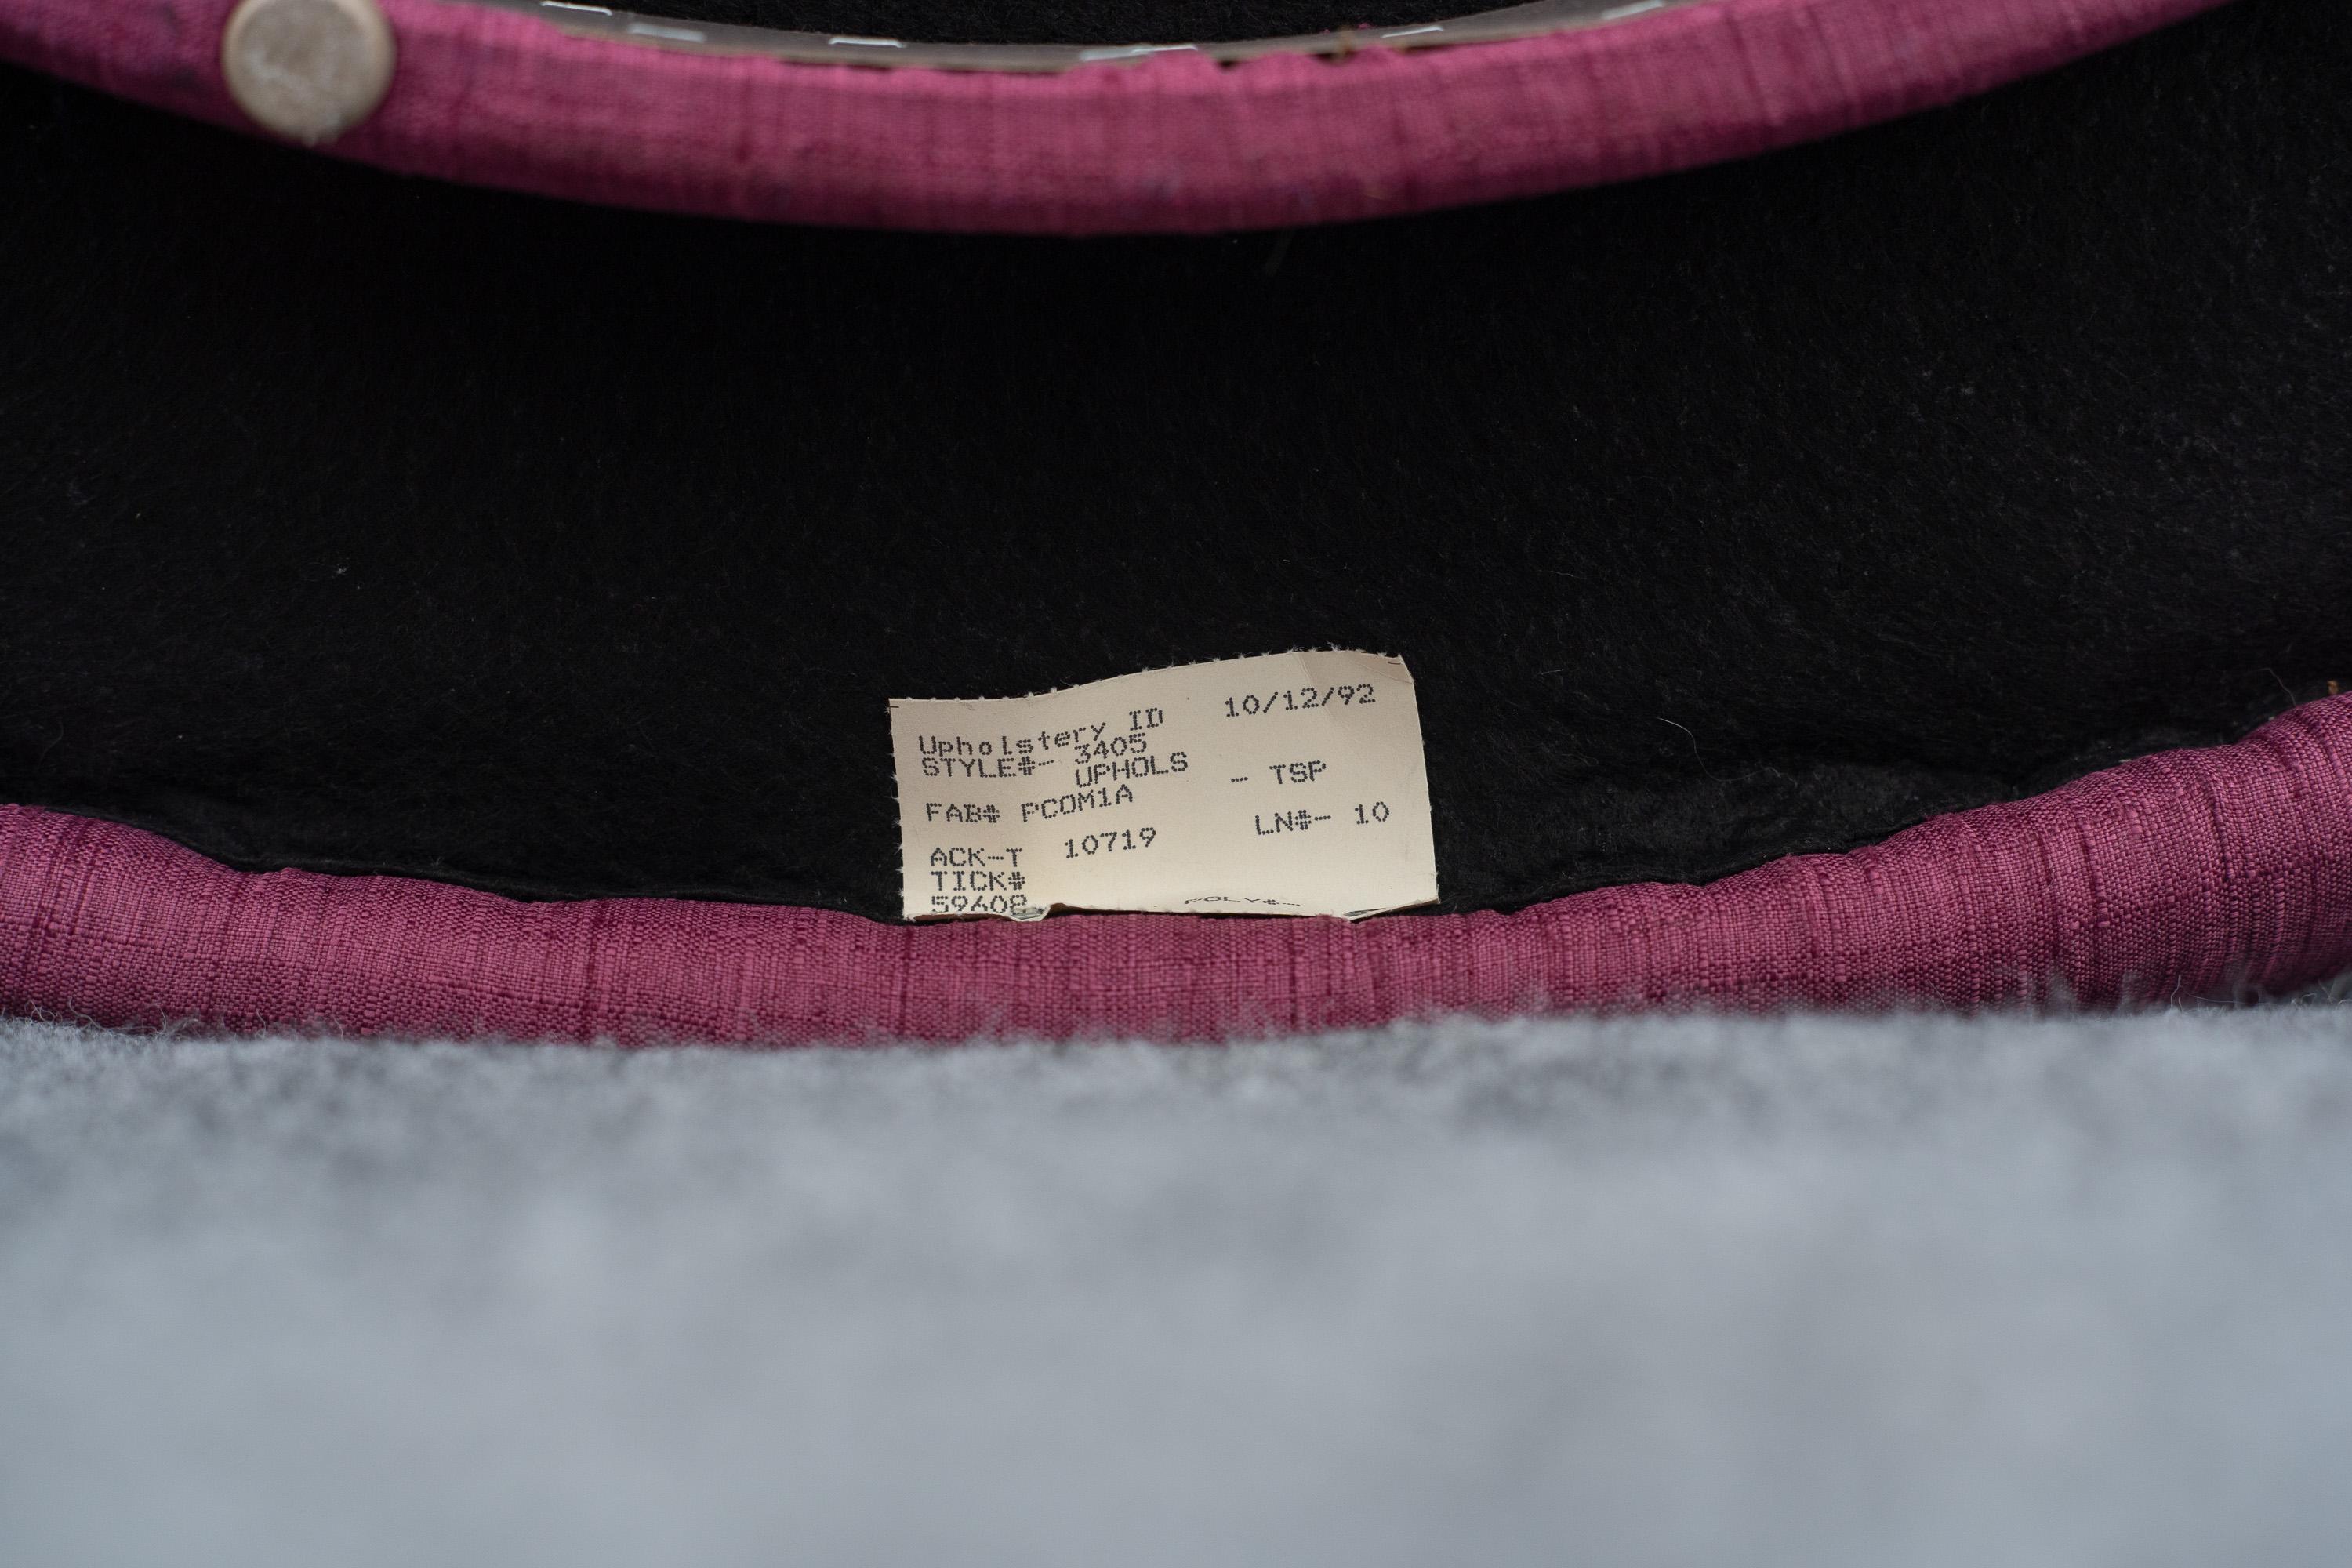 Upholstery ID 10/12/92
STYLE#- 3405
UPHOLS - TSP
FAB# PCOM1A
ACK-T 10719 LN#- 10
TICK#
59608